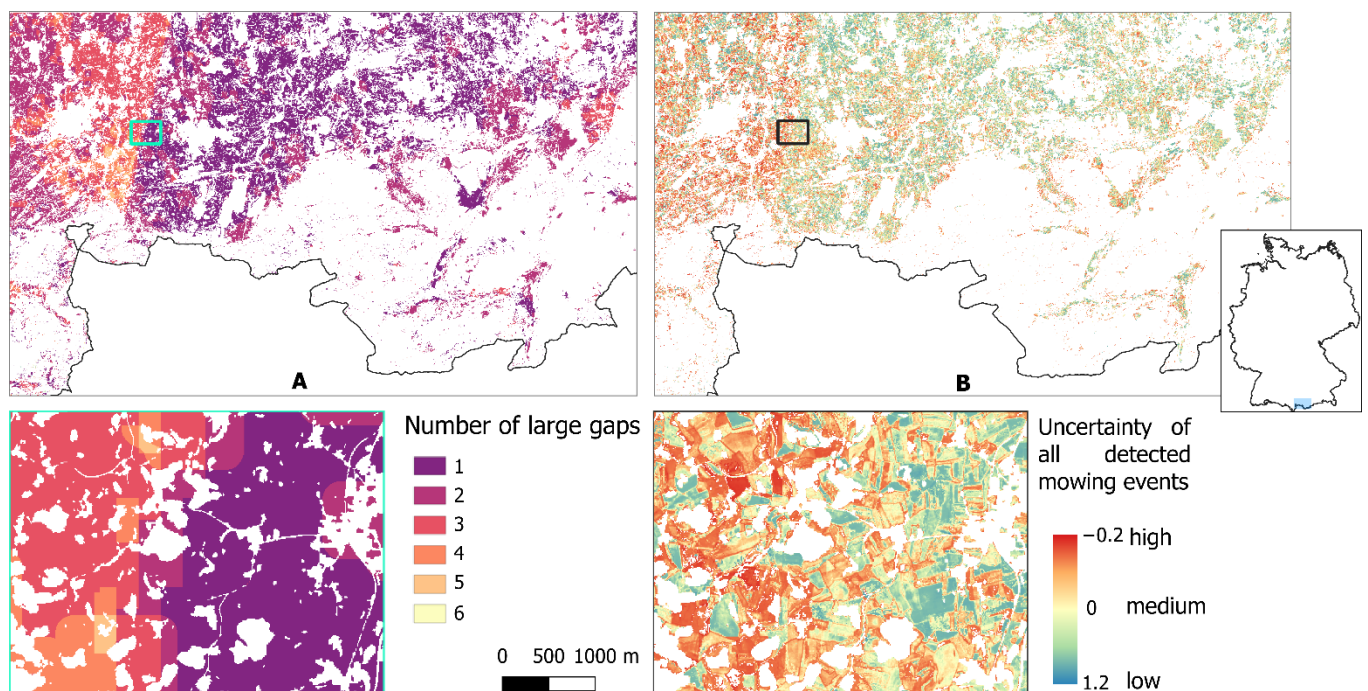 A
B
Number of large gaps
1
2
3
4
5
6
0 500 1000 m
Uncertainty of
all detected
mowing events
−0.2 high
0 medium
1.2 low